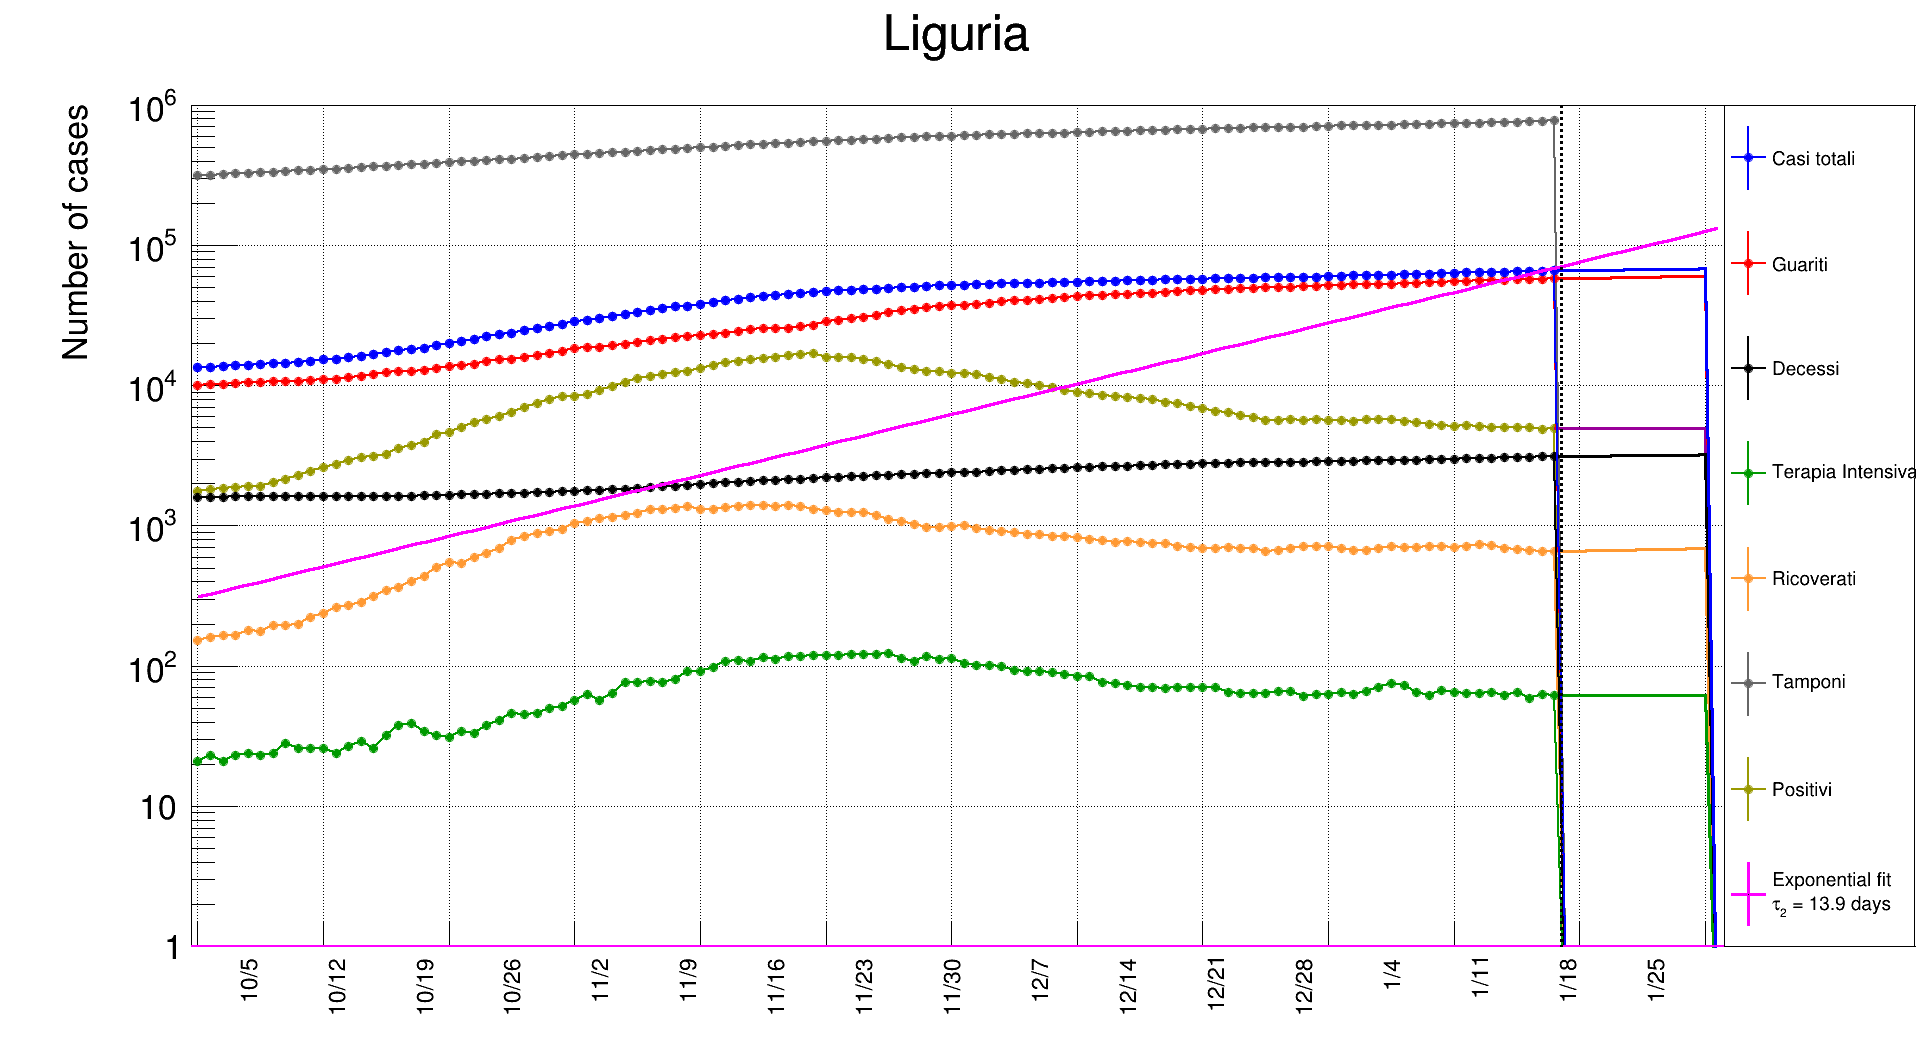 Liguria
Number of cases
10^6
10^5
10^4
10^3
10^2
10
1
10/5
10/12
10/19
10/26
11/2
11/9
11/16
11/23
11/30
12/7
12/14
12/21
12/28
1/4
1/11
1/18
1/25
Casi totali
Guariti
Decessi
Terapia Intensiva
Ricoverati
Tamponi
Positivi
Exponential fit
τ_2 = 13.9 days